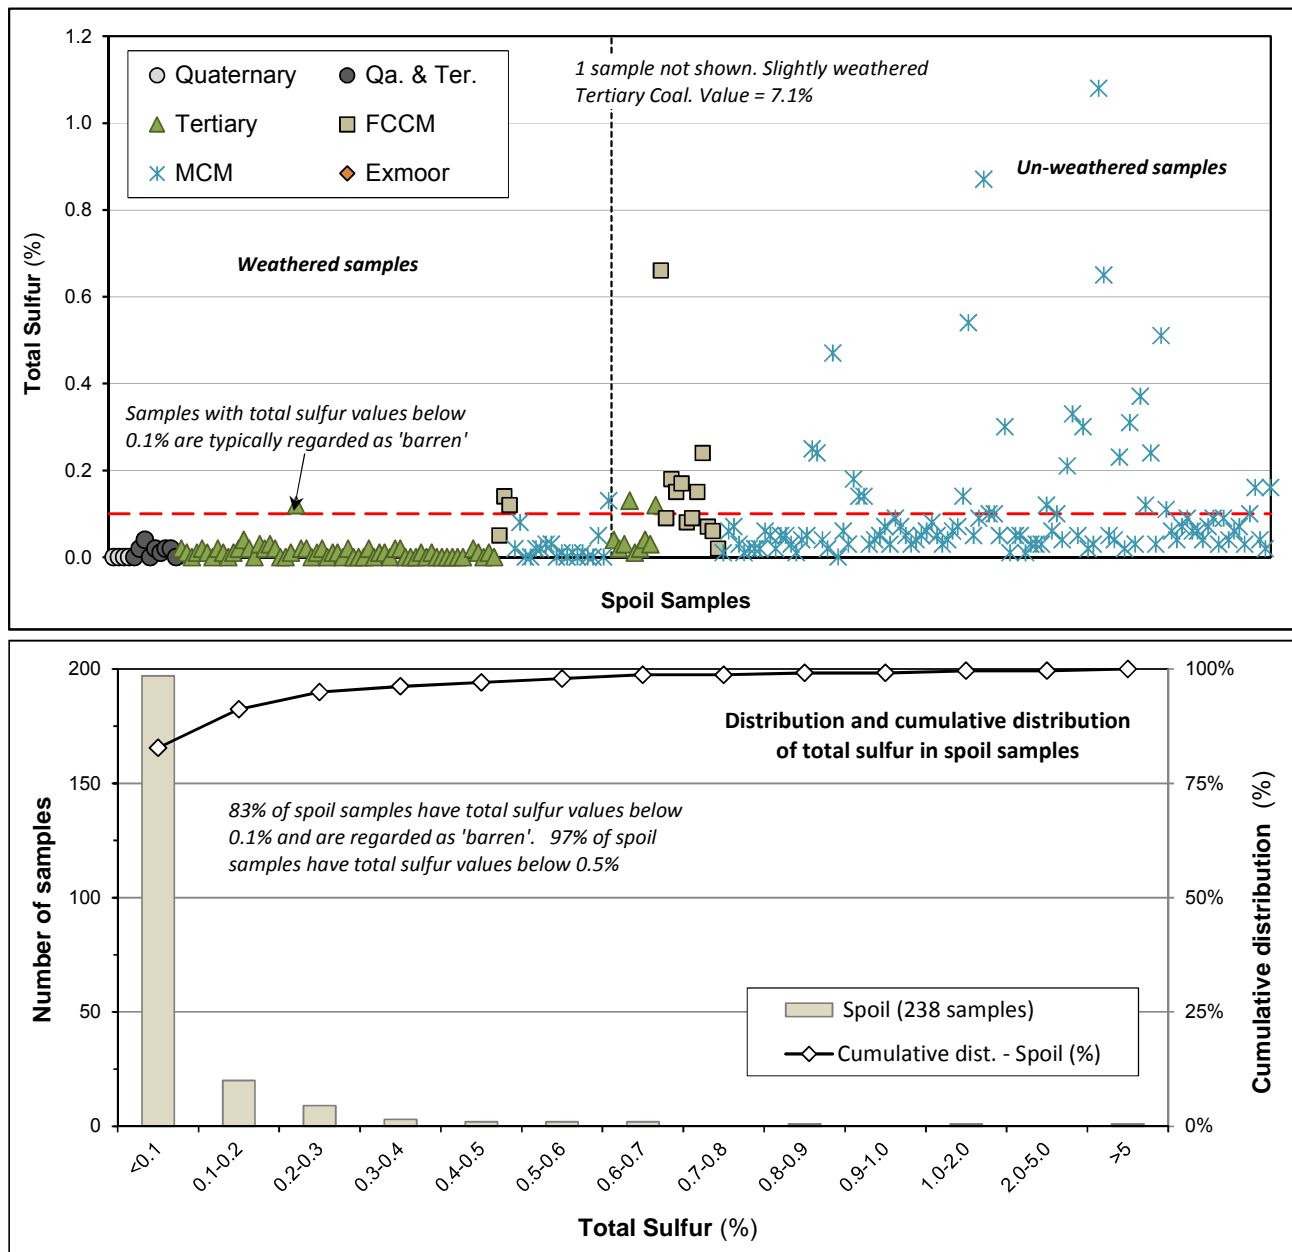 1.2
1.0
0.8
0.6
0.4
0.2
0.0
Total Sulfur (%)
Quaternary
Qa. & Ter.
Tertiary
FCCM
MCM
Exmoor
1 sample not shown. Slightly weathered
Tertiary Coal. Value = 7.1%
Un-weathered samples
Weathered samples
Samples with total sulfur values below
0.1% are typically regarded as 'barren'
Spoil Samples
200
150
100
50
0
Number of samples
100%
75%
50%
25%
0%
Cumulative distribution (%)
Distribution and cumulative distribution
of total sulfur in spoil samples
83% of spoil samples have total sulfur values below
0.1% and are regarded as 'barren'. 97% of spoil
samples have total sulfur values below 0.5%
Spoil (238 samples)
Cumulative dist. - Spoil (%)
<0.1
0.1-0.2
0.2-0.3
0.3-0.4
0.4-0.5
0.5-0.6
0.6-0.7
0.7-0.8
0.8-0.9
0.9-1.0
1.0-2.0
2.0-5.0
>5
Total Sulfur (%)